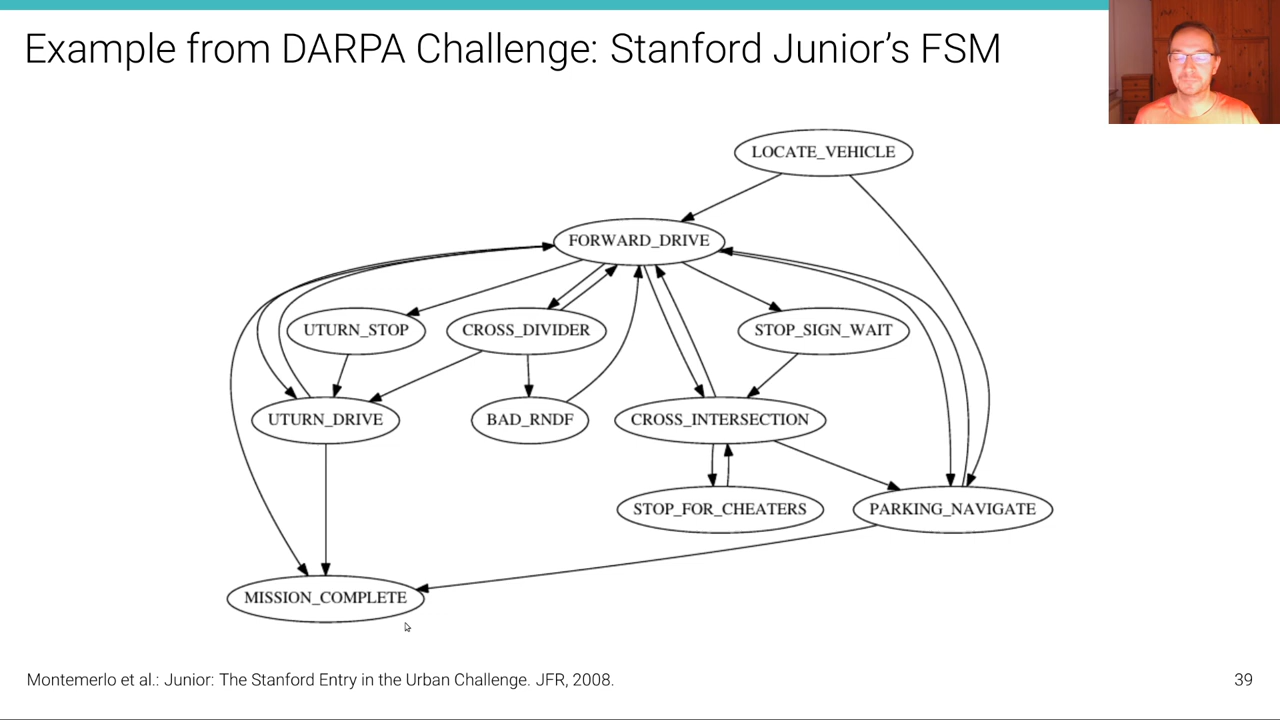 Example from DARPA Challenge: Stanford Junior’s FSM
LOCATE_VEHICLE
FORWARD_DRIVE
UTURN_STOP
CROSS_DIVIDER
STOP_SIGN_WAIT
UTURN_DRIVE
BAD_RNDF
CROSS_INTERSECTION
STOP_FOR_CHEATERS
PARKING_NAVIGATE
MISSION_COMPLETE
Montemerlo et al.: Junior: The Stanford Entry in the Urban Challenge. JFR, 2008.
39